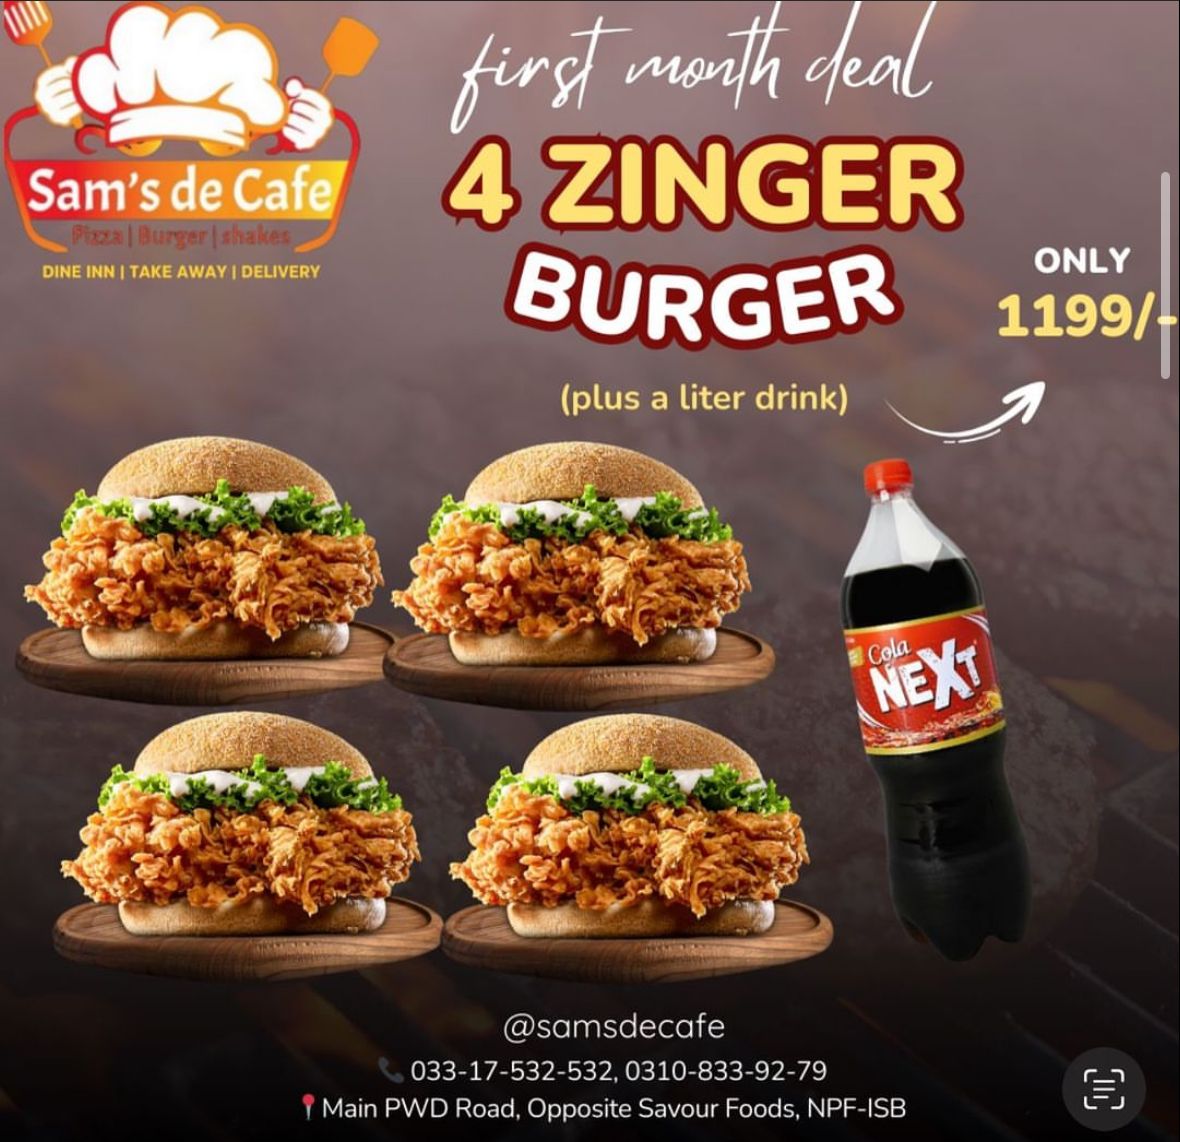 Sam's de Cafe
Pizza | Burger | shakes
DINE INN | TAKE AWAY | DELIVERY
first month deal
4 ZINGER
BURGER
ONLY
1199/-
(plus a liter drink)
Cola
NEXT
@samsdecafe
033-17-532-532, 0310-833-92-79
Main PWD Road, Opposite Savour Foods, NPF-ISB